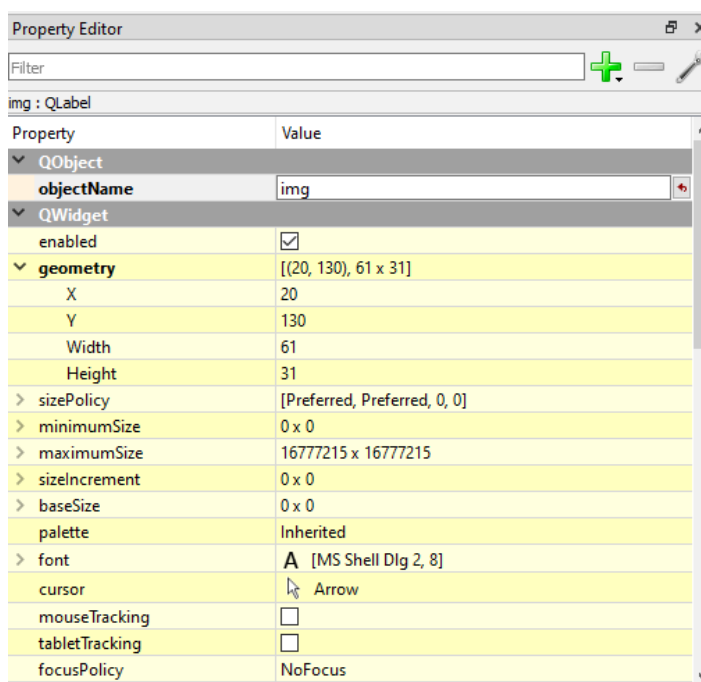 Property Editor
Filter
img : QLabel
Property Value
QObject
objectName img
QWidget
enabled
geometry [(20, 130), 61 x 31]
X 20
Y 130
Width 61
Height 31
sizePolicy [Preferred, Preferred, 0, 0]
minimumSize 0 x 0
maximumSize 16777215 x 16777215
sizeIncrement 0 x 0
baseSize 0 x 0
palette Inherited
font A [MS Shell Dlg 2, 8]
cursor Arrow
mouseTracking
tabletTracking
focusPolicy NoFocus